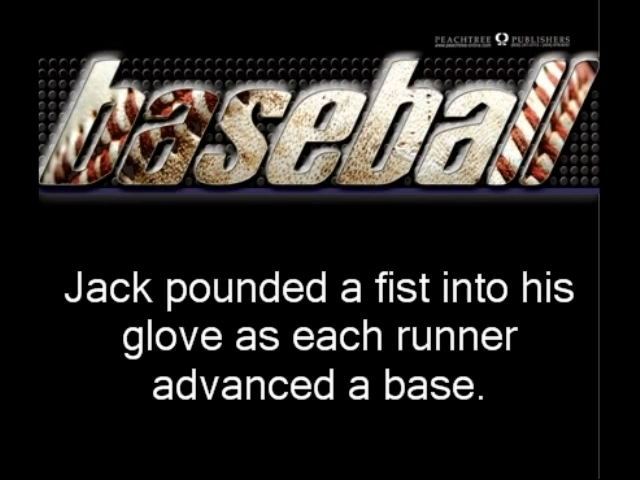 PEACHTREE PUBLISHERS
baseball
Jack pounded a fist into his
glove as each runner
advanced a base.